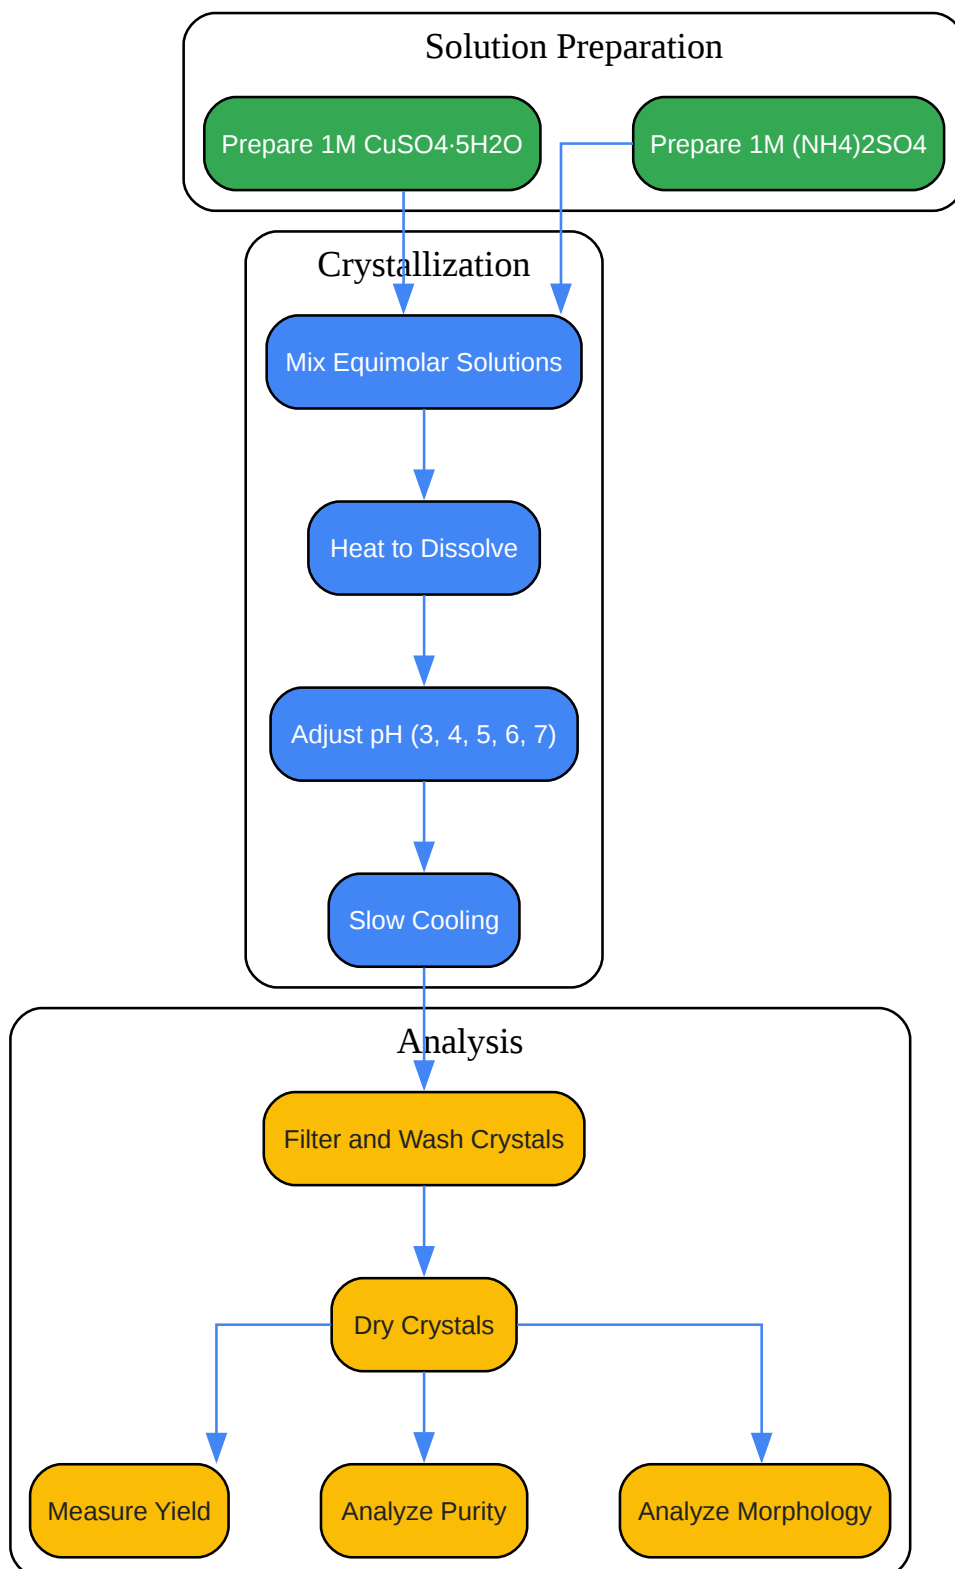 Solution Preparation
Prepare 1M CuSO4·5H2O
Prepare 1M (NH4)2SO4
Crystallization
Mix Equimolar Solutions
Heat to Dissolve
Adjust pH (3, 4, 5, 6, 7)
Slow Cooling
Analysis
Filter and Wash Crystals
Dry Crystals
Measure Yield
Analyze Purity
Analyze Morphology